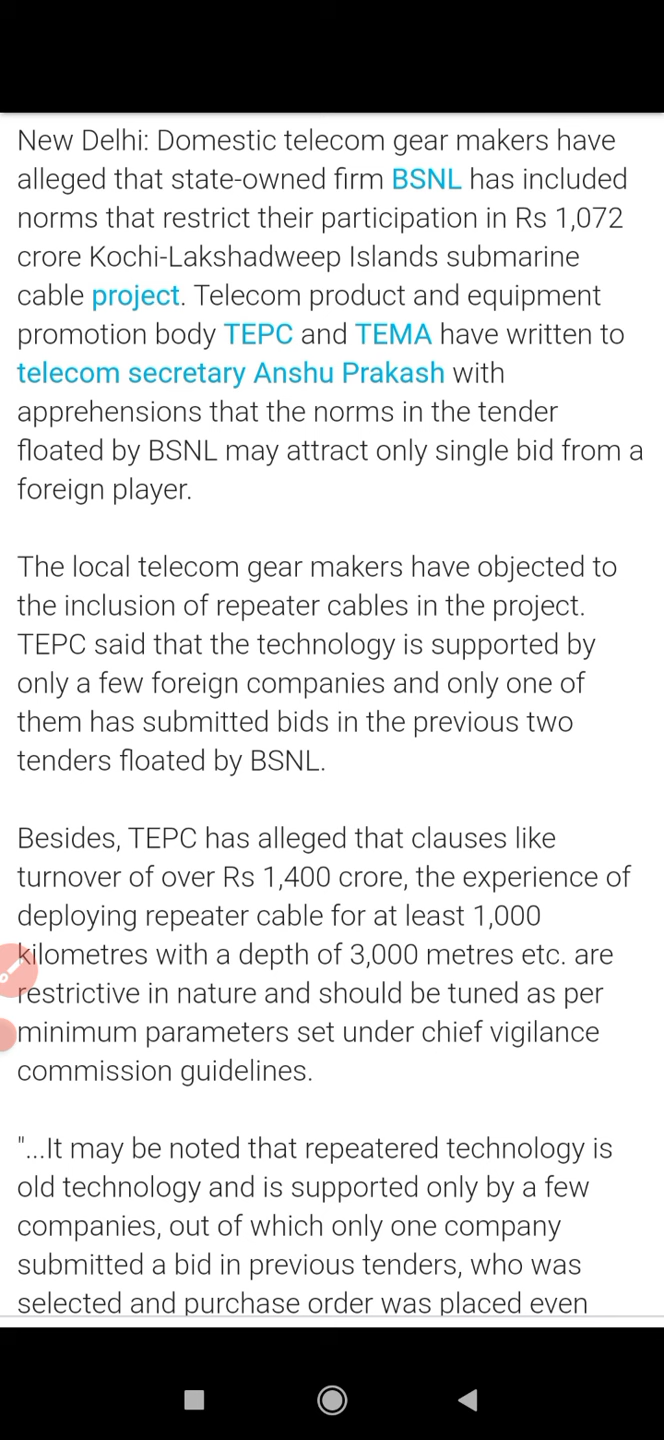 New Delhi: Domestic telecom gear makers have
alleged that state-owned firm BSNL has included
norms that restrict their participation in Rs 1,072
crore Kochi-Lakshadweep Islands submarine
cable project. Telecom product and equipment
promotion body TEPC and TEMA have written to
telecom secretary Anshu Prakash with
apprehensions that the norms in the tender
floated by BSNL may attract only single bid from a
foreign player.
The local telecom gear makers have objected to
the inclusion of repeater cables in the project.
TEPC said that the technology is supported by
only a few foreign companies and only one of
them has submitted bids in the previous two
tenders floated by BSNL.
Besides, TEPC has alleged that clauses like
turnover of over Rs 1,400 crore, the experience of
deploying repeater cable for at least 1,000
kilometres with a depth of 3,000 metres etc. are
restrictive in nature and should be tuned as per
minimum parameters set under chief vigilance
commission guidelines.
"...It may be noted that repeatered technology is
old technology and is supported only by a few
companies, out of which only one company
submitted a bid in previous tenders, who was
selected and purchase order was placed even